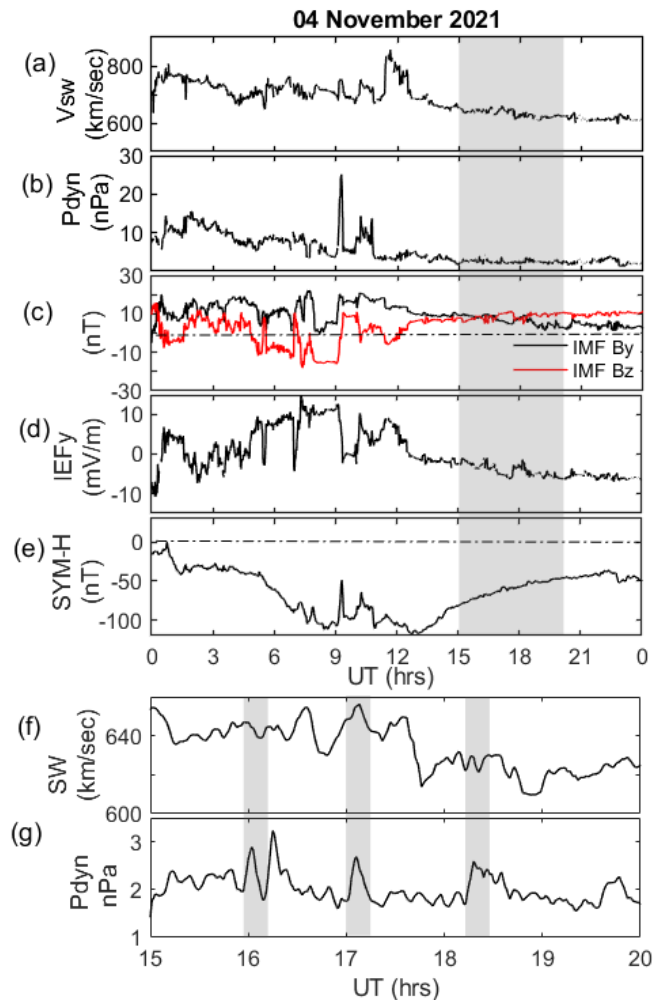 04 November 2021
(a)
Vsw
(km/sec)
800
600
(b)
Pdyn
(nPa)
30
20
10
(c)
(nT)
30
10
-10
-30
IMF By
IMF Bz
(d)
IEFy
(mV/m)
10
0
-10
(e)
SYM-H
(nT)
0
-50
-100
0 3 6 9 12 15 18 21 0
UT (hrs)
(f)
SW
(km/sec)
640
600
(g)
Pdyn
nPa
3
2
1
15 16 17 18 19 20
UT (hrs)